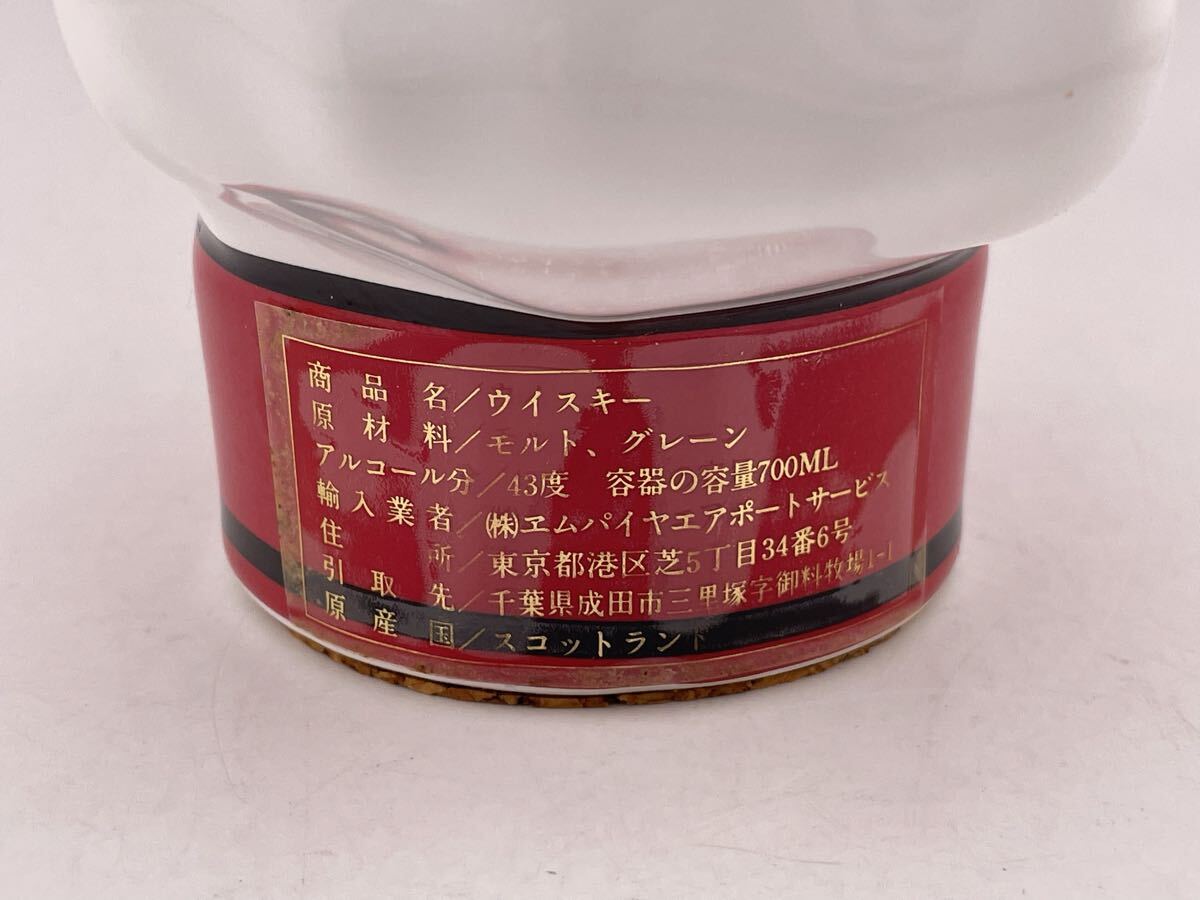 商品名/ウイスキー
原材料/モルト、グレーン
アルコール分/43度 容器の容量700ML
輸入業者/㈱エムパイヤエアポートサービス
住所/東京都港区芝5丁目34番6号
引取先/千葉県成田市三里塚字御料牧場1-1
原産国/スコットランド